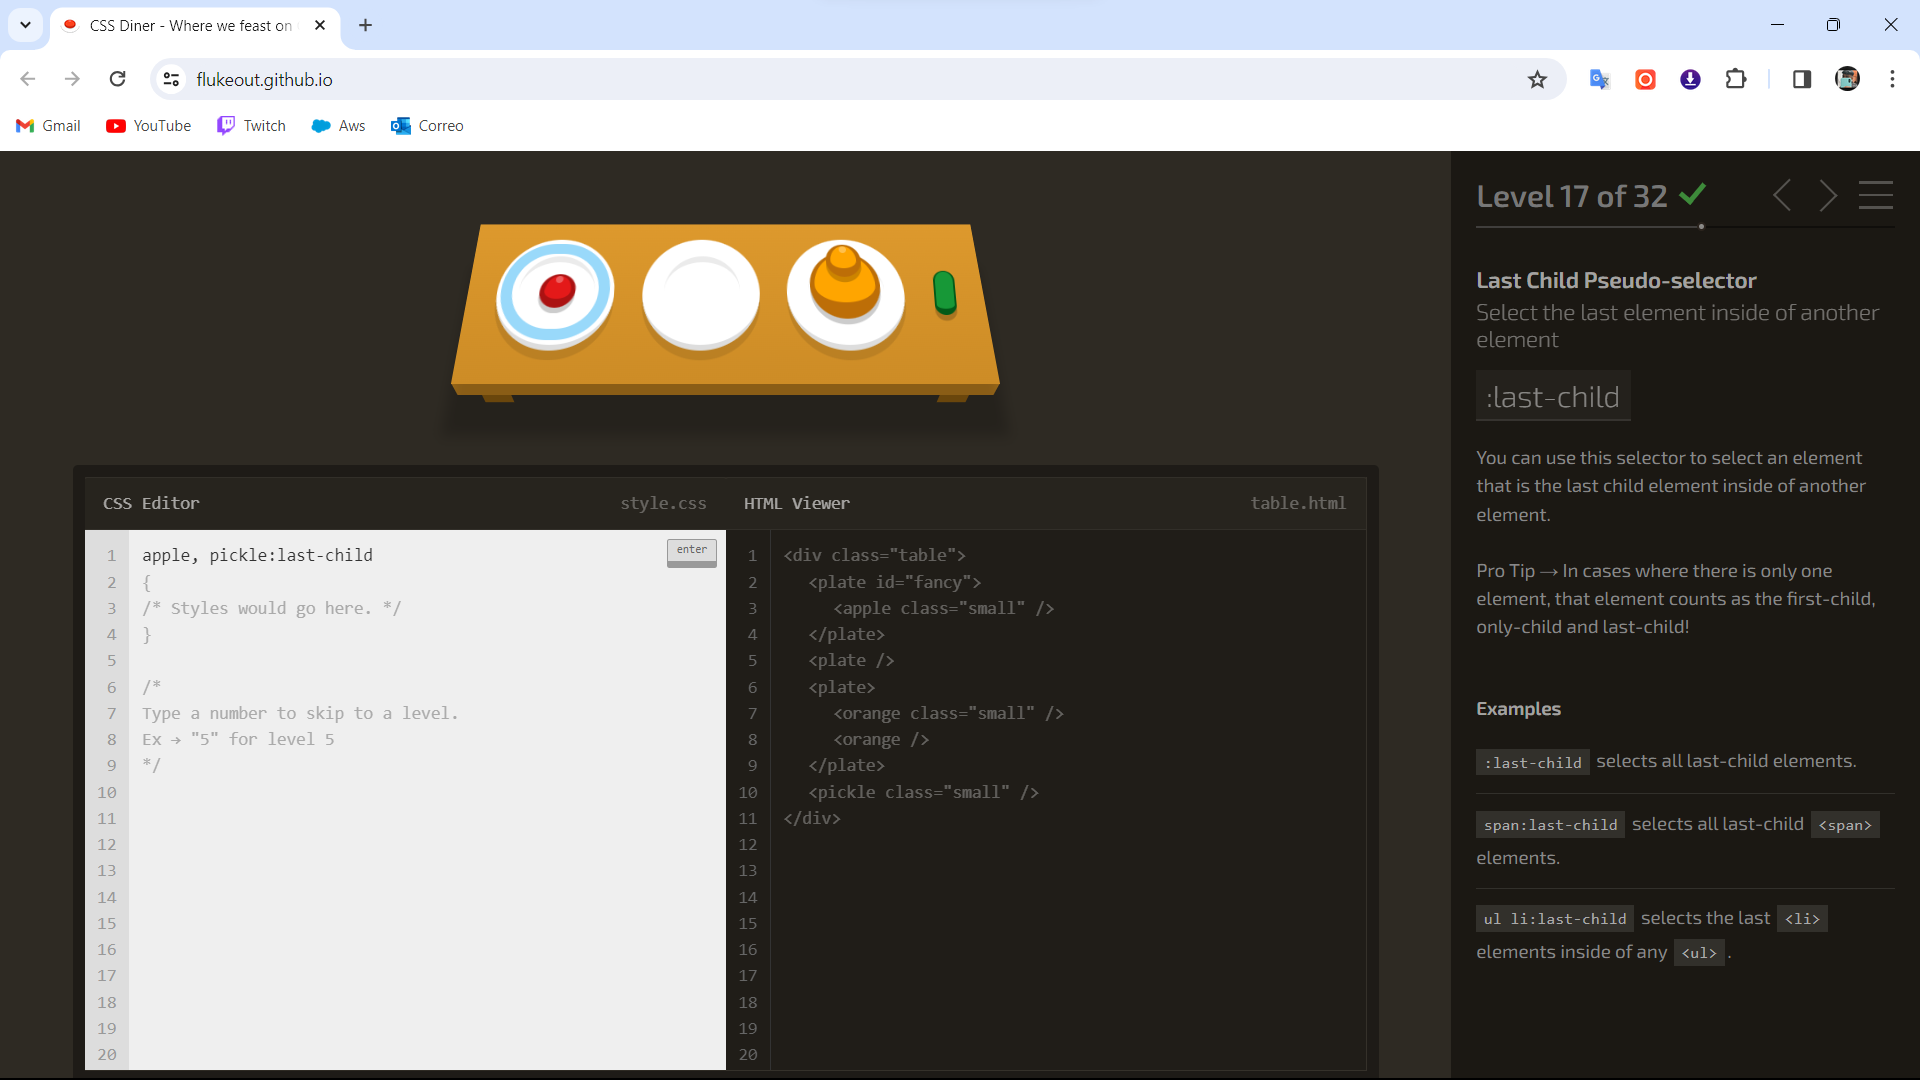 CSS Diner - Where we feast on
flukeout.github.io
Gmail
YouTube
Twitch
Aws
Correo
Level 17 of 32
Last Child Pseudo-selector
Select the last element inside of another
element
:last-child
You can use this selector to select an element
that is the last child element inside of another
element.
Pro Tip → In cases where there is only one
element, that element counts as the first-child,
only-child and last-child!
Examples
:last-child selects all last-child elements.
span:last-child selects all last-child <span>
elements.
ul li:last-child selects the last <li>
elements inside of any <ul> .
CSS Editor
style.css
enter
1 apple, pickle:last-child
2 {
3 /* Styles would go here. */
4 }
5
6 /*
7 Type a number to skip to a level.
8 Ex → "5" for level 5
9 */
10
11
12
13
14
15
16
17
18
19
20
HTML Viewer
table.html
1 <div class="table">
2 <plate id="fancy">
3 <apple class="small" />
4 </plate>
5 <plate />
6 <plate>
7 <orange class="small" />
8 <orange />
9 </plate>
10 <pickle class="small" />
11 </div>
12
13
14
15
16
17
18
19
20